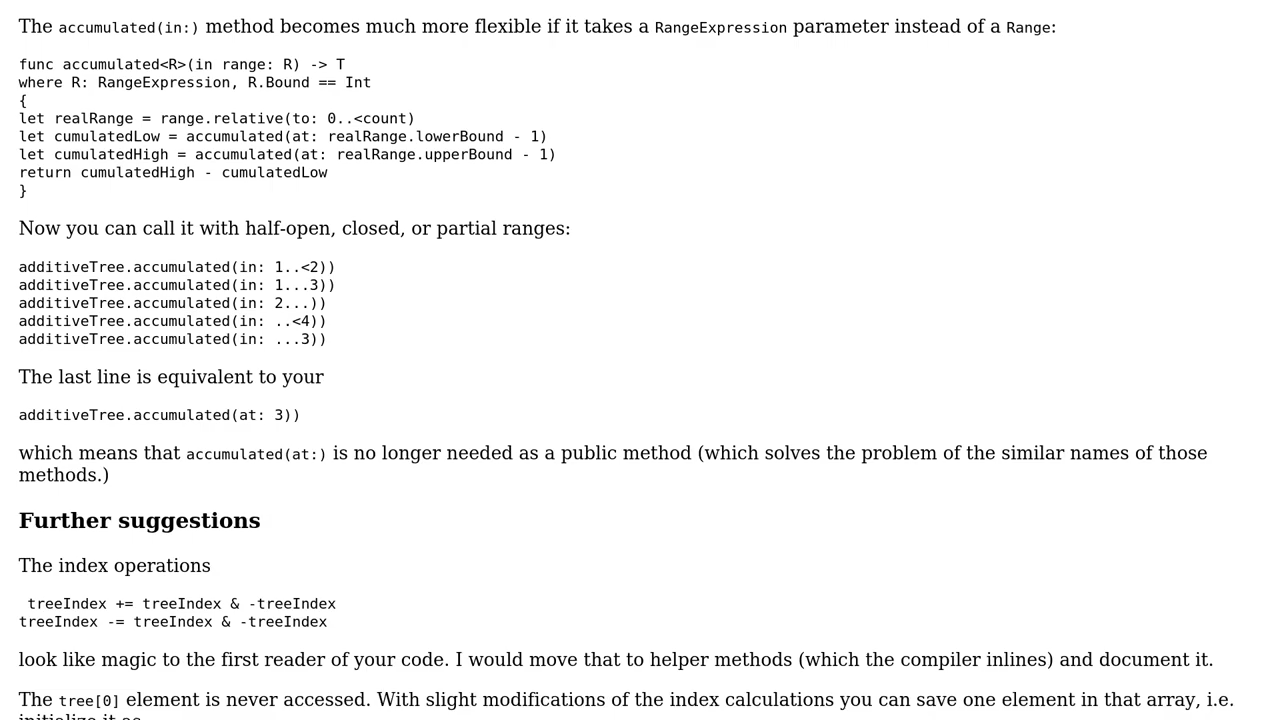 The accumulated(in:) method becomes much more flexible if it takes a RangeExpression parameter instead of a Range:
func accumulated<R>(in range: R) -> T
where R: RangeExpression, R.Bound == Int
{
let realRange = range.relative(to: 0..<count)
let cumulatedLow = accumulated(at: realRange.lowerBound - 1)
let cumulatedHigh = accumulated(at: realRange.upperBound - 1)
return cumulatedHigh - cumulatedLow
}
Now you can call it with half-open, closed, or partial ranges:
additiveTree.accumulated(in: 1..<2))
additiveTree.accumulated(in: 1...3))
additiveTree.accumulated(in: 2...))
additiveTree.accumulated(in: ..<4))
additiveTree.accumulated(in: ...3))
The last line is equivalent to your
additiveTree.accumulated(at: 3))
which means that accumulated(at:) is no longer needed as a public method (which solves the problem of the similar names of those
methods.)
Further suggestions
The index operations
treeIndex += treeIndex & -treeIndex
treeIndex -= treeIndex & -treeIndex
look like magic to the first reader of your code. I would move that to helper methods (which the compiler inlines) and document it.
The tree[0] element is never accessed. With slight modifications of the index calculations you can save one element in that array, i.e.
initialize it as